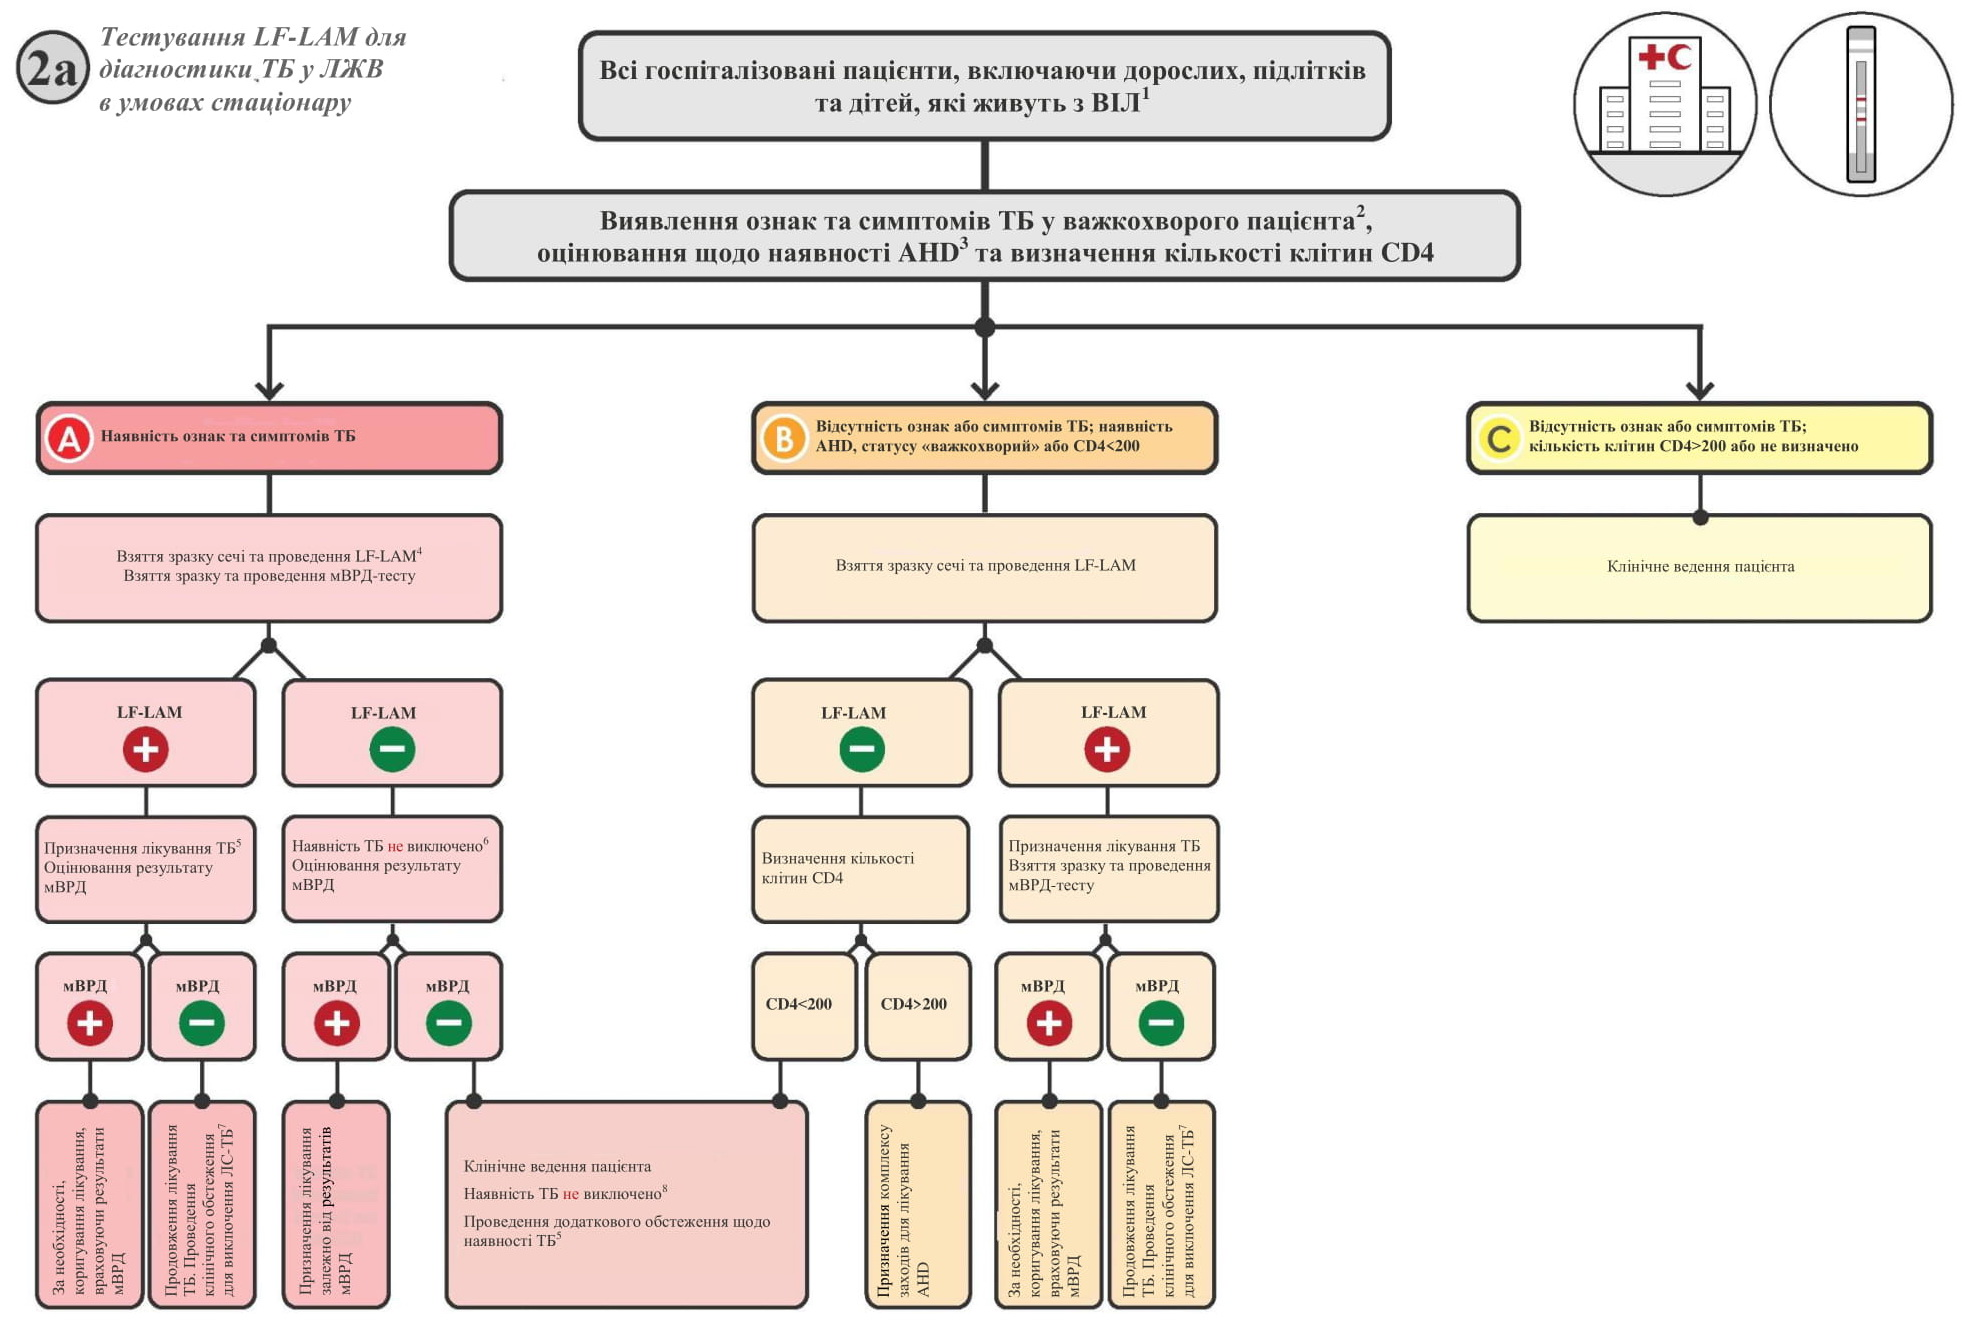 2a
Тестування LF-LAM для
діагностики ТБ у ЛЖВ
в умовах стаціонару
Всі госпіталізовані пацієнти, включаючи дорослих, підлітків
та дітей, які живуть з ВІЛ1
Виявлення ознак та симптомів ТБ у важкохворого пацієнта2,
оцінювання щодо наявності AHD3 та визначення кількості клітин CD4
A
Наявність ознак та симптомів ТБ
B
Відсутність ознак або симптомів ТБ; наявність
AHD, статусу «важкохворий» або CD4<200
C
Відсутність ознак або симптомів ТБ;
кількість клітин CD4>200 або не визначено
Взяття зразку сечі та проведення LF-LAM4
Взяття зразку та проведення мВРД-тесту
Взяття зразку сечі та проведення LF-LAM
Клінічне ведення пацієнта
LF-LAM
+
LF-LAM
−
LF-LAM
−
LF-LAM
+
Призначення лікування ТБ5
Оцінювання результату
мВРД
Наявність ТБ не виключено6
Оцінювання результату
мВРД
Визначення кількості
клітин CD4
Призначення лікування ТБ
Взяття зразку та проведення
мВРД-тесту
мВРД
+
мВРД
−
мВРД
+
мВРД
−
CD4<200
CD4>200
мВРД
+
мВРД
−
За необхідності,
коригування лікування,
враховуючи результати
мВРД
Продовження лікування
ТБ. Проведення
клінічного обстеження
для виключення ЛС-ТБ7
Призначення лікування
залежно від результатів
мВРД
Клінічне ведення пацієнта
Наявність ТБ не виключено8
Проведення додаткового обстеження щодо
наявності ТБ5
Призначення комплексу
заходів для лікування
AHD
За необхідності,
коригування лікування,
враховуючи результати
мВРД
Продовження лікування
ТБ. Проведення
клінічного обстеження
для виключення ЛС-ТБ7